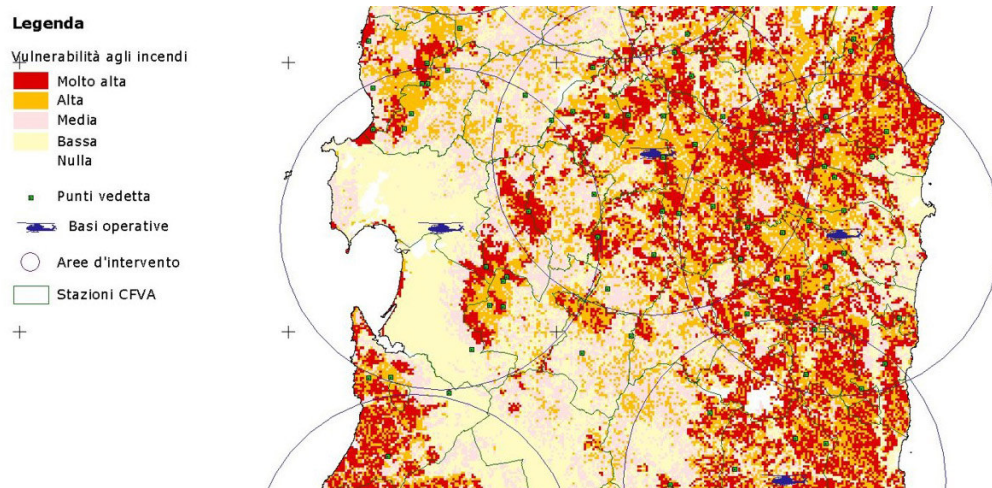 Legenda
Vulnerabilità agli incendi
Molto alta
Alta
Media
Bassa
Nulla
Punti vedetta
Basi operative
Aree d'intervento
Stazioni CFVA